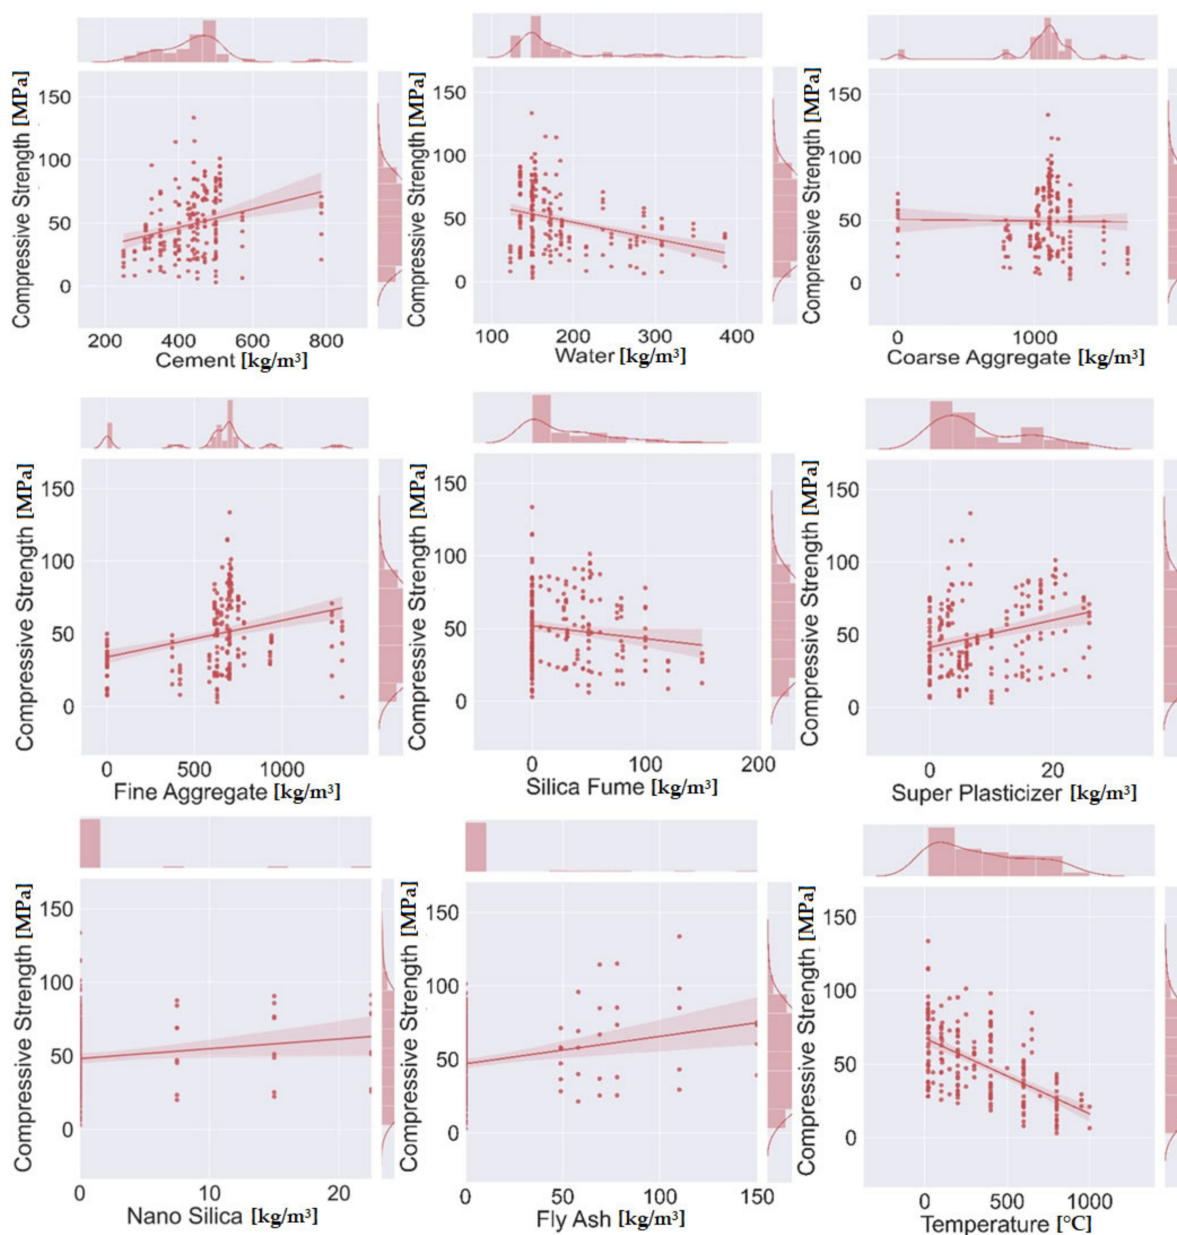 Compressive Strength [MPa]
150
100
50
0
200 400 600 800
Cement [kg/m³]
Compressive Strength [MPa]
150
100
50
0
100 200 300 400
Water [kg/m³]
Compressive Strength [MPa]
150
100
50
0
0 1000
Coarse Aggregate [kg/m³]
Compressive Strength [MPa]
150
100
50
0
0 500 1000
Fine Aggregate [kg/m³]
Compressive Strength [MPa]
150
100
50
0
0 100 200
Silica Fume [kg/m³]
Compressive Strength [MPa]
150
100
50
0
0 20
Super Plasticizer [kg/m³]
Compressive Strength [MPa]
150
100
50
0
0 10 20
Nano Silica [kg/m³]
Compressive Strength [MPa]
150
100
50
0
0 50 100 150
Fly Ash [kg/m³]
Compressive Strength [MPa]
150
100
50
0
0 500 1000
Temperature [°C]